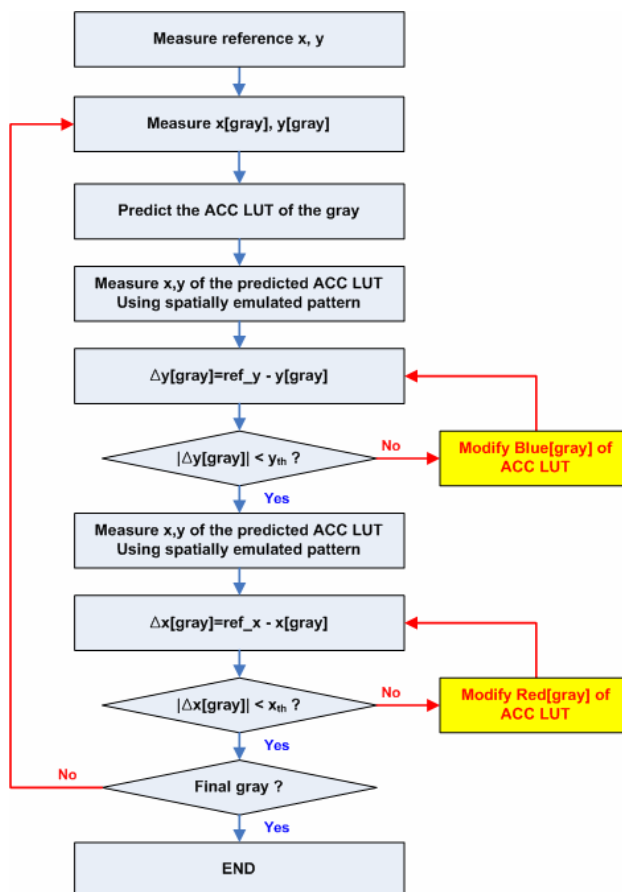 Measure reference x, y
Measure x[gray], y[gray]
Predict the ACC LUT of the gray
Measure x,y of the predicted ACC LUT
Using spatially emulated pattern
Δy[gray]=ref_y - y[gray]
|Δy[gray]| < yth ?
No
Modify Blue[gray] of
ACC LUT
Yes
Measure x,y of the predicted ACC LUT
Using spatially emulated pattern
Δx[gray]=ref_x - x[gray]
|Δx[gray]| < xth ?
No
Modify Red[gray] of
ACC LUT
Yes
No
Final gray ?
Yes
END